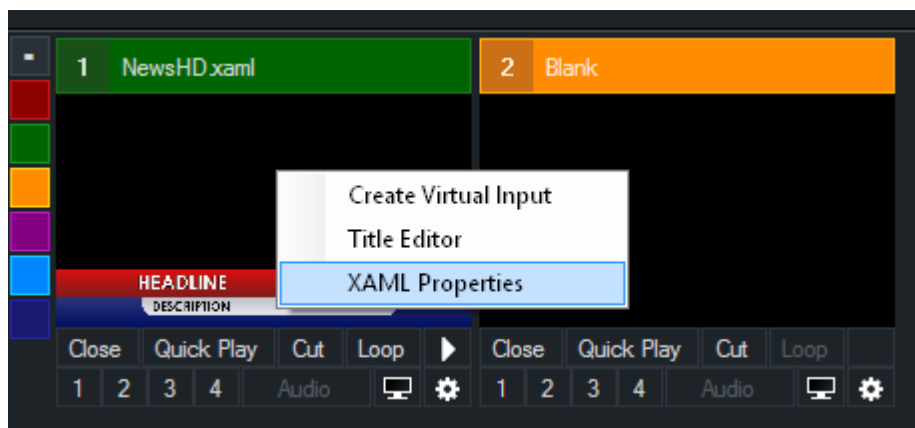 -
1 NewsHD.xaml
2 Blank
Create Virtual Input
Title Editor
XAML Properties
HEADLINE
DESCRIPTION
Close Quick Play Cut Loop
1 2 3 4 Audio
Close Quick Play Cut Loop
1 2 3 4 Audio